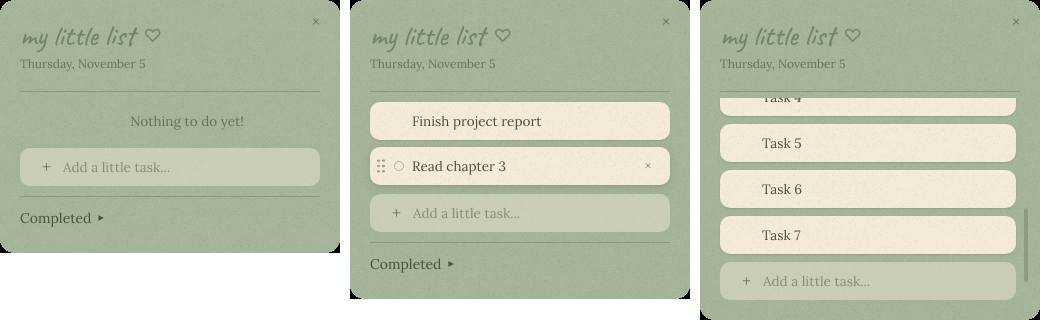 my little list ♡
Thursday, November 5
Nothing to do yet!
+ Add a little task...
Completed ▸
my little list ♡
Thursday, November 5
Finish project report
Read chapter 3
+ Add a little task...
Completed ▸
my little list ♡
Thursday, November 5
Task 4
Task 5
Task 6
Task 7
+ Add a little task...